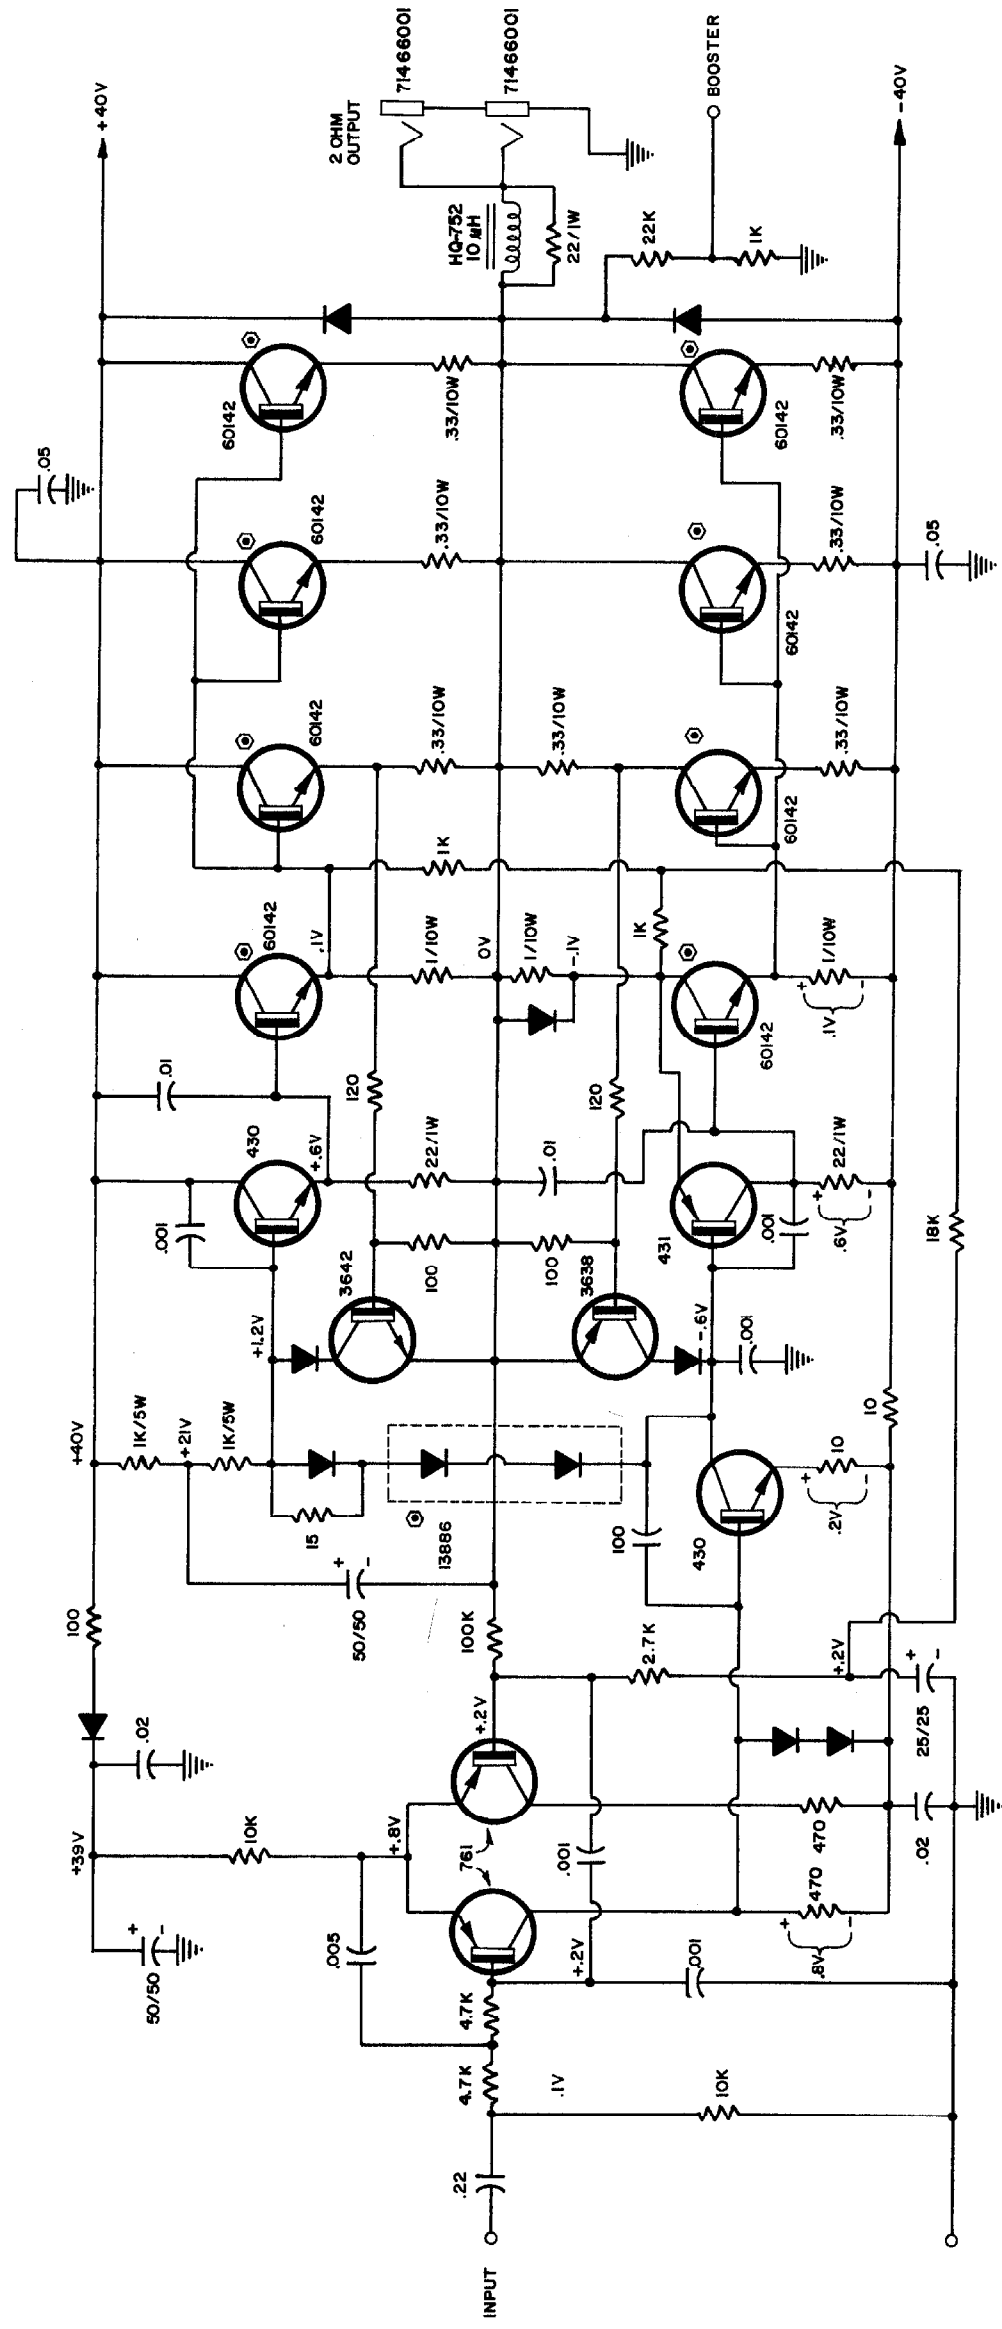 .05
50/50
+
-
+39V
.02
100
+40V
+40V
.001
.01
1K/5W
+21V
1K/5W
+1.2V
430
+.6V
60142
.1V
60142
60142
60142
10K
.005
+.8V
50/50
+
-
15
3642
100
22/1W
120
1/10W
1K
.33/10W
.33/10W
.33/10W
2 OHM
OUTPUT
71466001
71466001
HQ-752
10 µH
22/1W
INPUT
.22
4.7K
4.7K
.1V
761
+.2V
+.2V
100K
13886
0V
.001
100
3638
.01
120
1/10W
-.1V
1K
.33/10W
22K
1K
BOOSTER
10K
.001
2.7K
100
430
-.6V
.001
431
.001
60142
60142
60142
60142
470
+
.8V
-
470
.02
+.2V
+
25/25
-
10
+
.2V
-
10
22/1W
+
.6V
-
1/10W
+
.1V
-
.33/10W
.33/10W
.33/10W
-40V
.05
18K